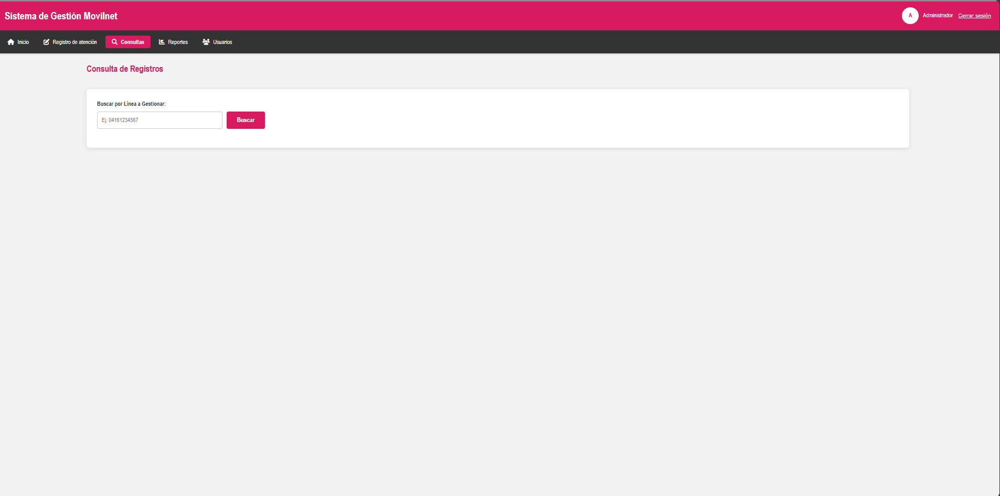 Sistema de Gestión Movilnet
A Administrador Cerrar sesión
Inicio Registro de atención Consultas Reportes Usuarios
Consulta de Registros
Buscar por Línea a Gestionar:
Ej. 04161234567 Buscar